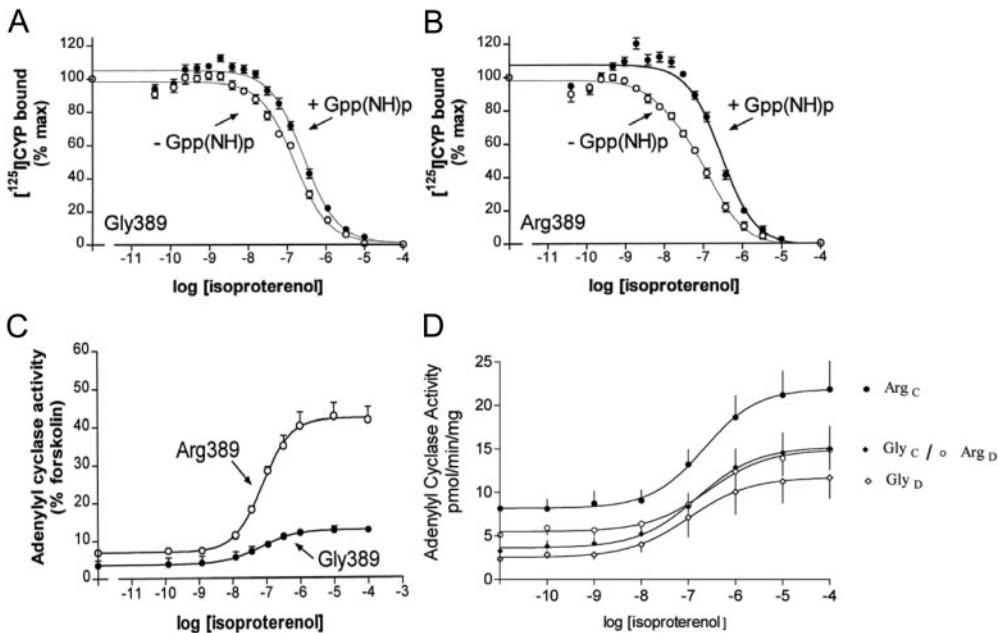 A
[125I]CYP bound
(% max)
120
100
80
60
40
20
0
+ Gpp(NH)p
- Gpp(NH)p
Gly389
-11 -10 -9 -8 -7 -6 -5 -4
log [isoproterenol]
B
[125I]CYP bound
(% max)
120
100
80
60
40
20
0
+ Gpp(NH)p
- Gpp(NH)p
Arg389
-11 -10 -9 -8 -7 -6 -5 -4
log [isoproterenol]
C
Adenylyl cyclase activity
(% forskolin)
60
50
40
30
20
10
0
Arg389
Gly389
-11 -10 -9 -8 -7 -6 -5 -4 -3
log [isoproterenol]
D
Adenylyl Cyclase Activity
pmol/min/mg
25
20
15
10
5
0
-10 -9 -8 -7 -6 -5 -4
log [isoproterenol]
Arg C
Gly C / Arg D
Gly D